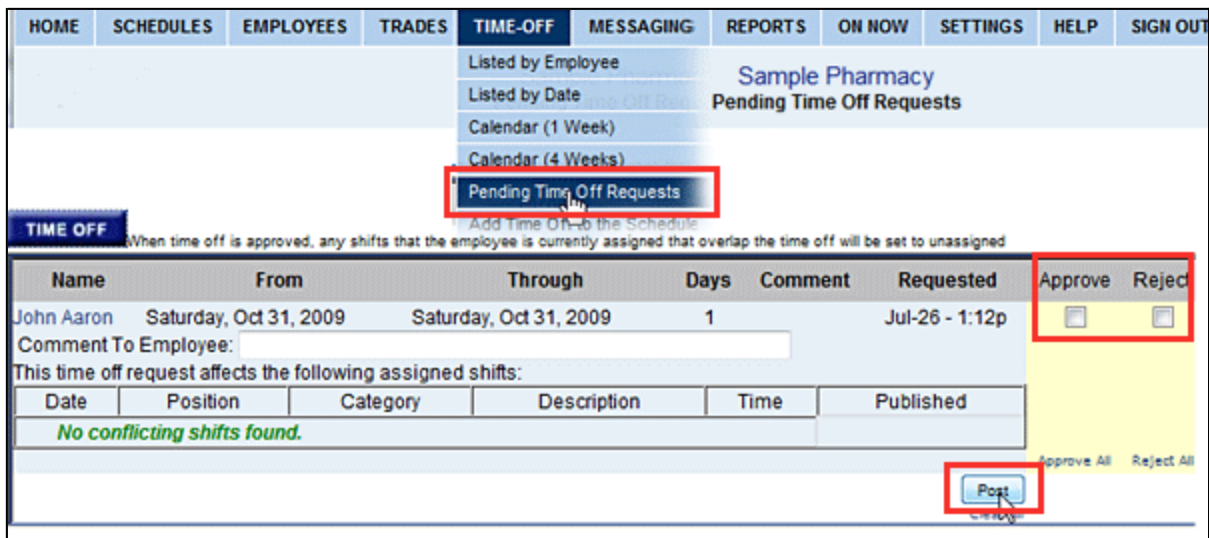 HOME SCHEDULES EMPLOYEES TRADES TIME-OFF MESSAGING REPORTS ON NOW SETTINGS HELP SIGN OUT
Listed by Employee
Listed by Date
Calendar (1 Week)
Calendar (4 Weeks)
Pending Time Off Requests
Add Time Off to the Schedule
Sample Pharmacy
Pending Time Off Requests
TIME OFF
When time off is approved, any shifts that the employee is currently assigned that overlap the time off will be set to unassigned
Name From Through Days Comment Requested Approve Reject
John Aaron Saturday, Oct 31, 2009 Saturday, Oct 31, 2009 1 Jul-26 - 1:12p
Comment To Employee:
This time off request affects the following assigned shifts:
Date Position Category Description Time Published
No conflicting shifts found.
Approve All Reject All
Post